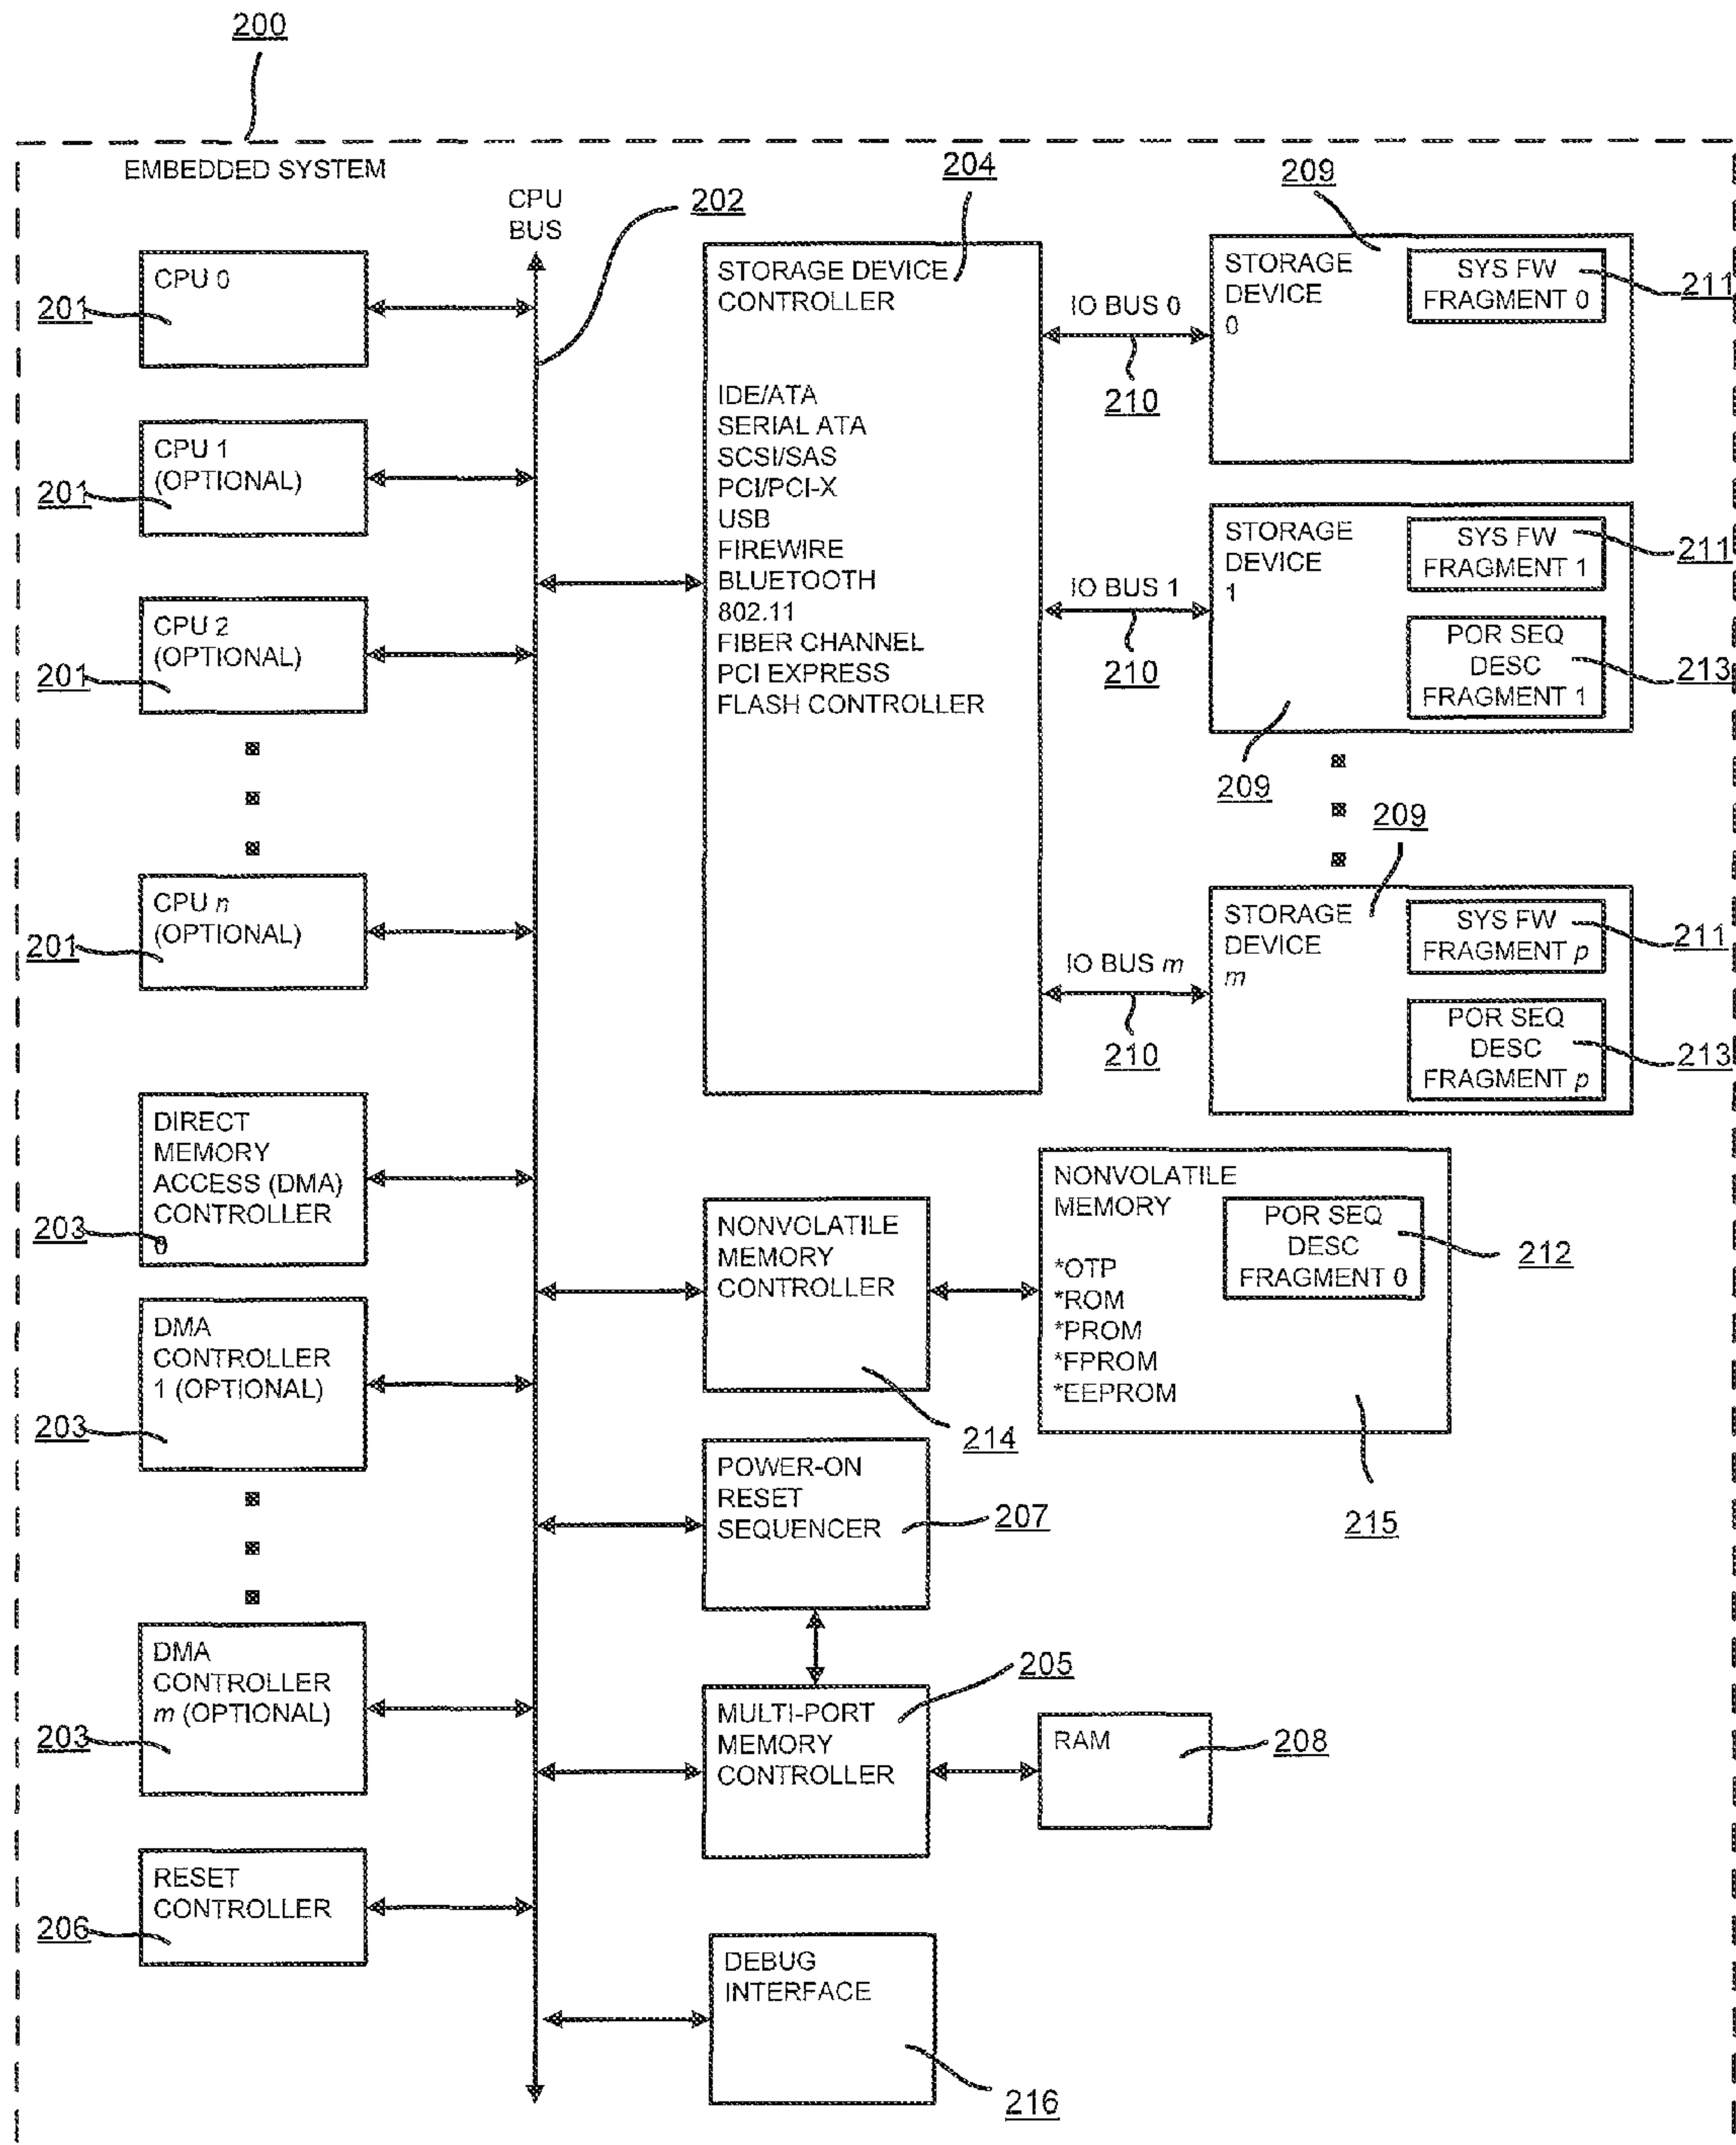 200
EMBEDDED SYSTEM
CPU
BUS
202
CPU 0
201
CPU 1
(OPTIONAL)
201
CPU 2
(OPTIONAL)
201
CPU n
(OPTIONAL)
201
DIRECT
MEMORY
ACCESS (DMA)
CONTROLLER
0
203
DMA
CONTROLLER
1 (OPTIONAL)
203
DMA
CONTROLLER
m (OPTIONAL)
203
RESET
CONTROLLER
206
204
STORAGE DEVICE
CONTROLLER
IDE/ATA
SERIAL ATA
SCSI/SAS
PCI/PCI-X
USB
FIREWIRE
BLUETOOTH
802.11
FIBER CHANNEL
PCI EXPRESS
FLASH CONTROLLER
IO BUS 0
210
IO BUS 1
210
IO BUS m
210
209
STORAGE
DEVICE
0
SYS FW
FRAGMENT 0
211
STORAGE
DEVICE
1
SYS FW
FRAGMENT 1
211
POR SEQ
DESC
FRAGMENT 1
213
209
209
STORAGE
DEVICE
m
SYS FW
FRAGMENT p
211
POR SEQ
DESC
FRAGMENT p
213
NONVOLATILE
MEMORY
CONTROLLER
214
NONVOLATILE
MEMORY
*OTP
*ROM
*PROM
*FPROM
*EEPROM
POR SEQ
DESC
FRAGMENT 0
212
215
POWER-ON
RESET
SEQUENCER
207
205
MULTI-PORT
MEMORY
CONTROLLER
RAM
208
DEBUG
INTERFACE
216